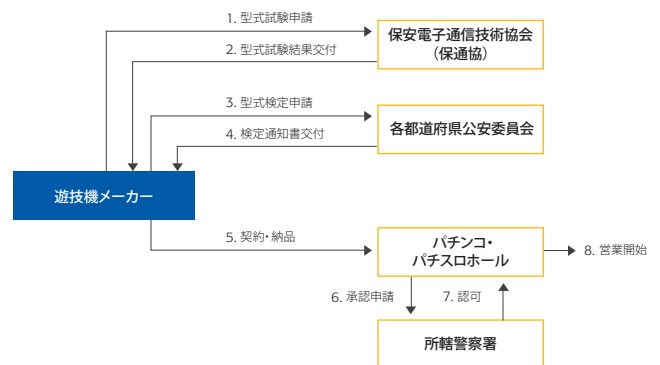 1. 型式試験申請
保安電子通信技術協会
（保通協）
2. 型式試験結果交付
3. 型式検定申請
各都道府県公安委員会
4. 検定通知書交付
遊技機メーカー
5. 契約・納品
パチンコ・
パチスロホール
8. 営業開始
6. 承認申請
7. 認可
所轄警察署